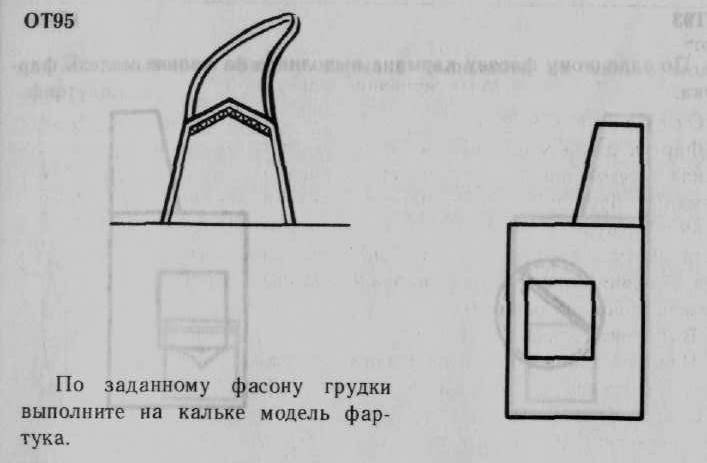 ОТ95
По заданному фасону грудки
выполните на кальке модель фар-
тука.